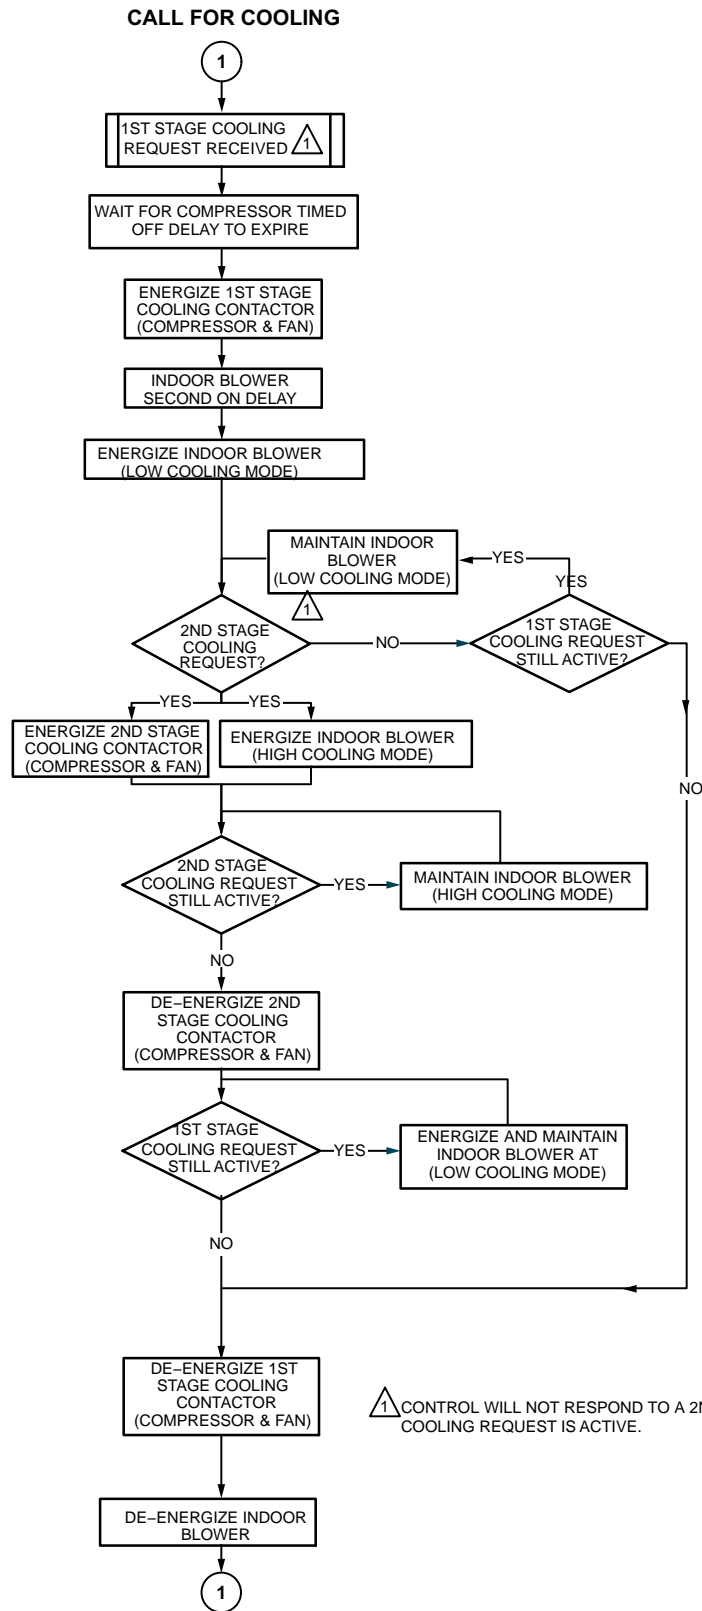 CALL FOR COOLING
1
1ST STAGE COOLING
REQUEST RECEIVED
1
WAIT FOR COMPRESSOR TIMED
OFF DELAY TO EXPIRE
ENERGIZE 1ST STAGE
COOLING CONTACTOR
(COMPRESSOR & FAN)
INDOOR BLOWER
SECOND ON DELAY
ENERGIZE INDOOR BLOWER
(LOW COOLING MODE)
MAINTAIN INDOOR
BLOWER
(LOW COOLING MODE)
YES
YES
1
2ND STAGE
COOLING
REQUEST?
NO
1ST STAGE
COOLING REQUEST
STILL ACTIVE?
YES
YES
ENERGIZE 2ND STAGE
COOLING CONTACTOR
(COMPRESSOR & FAN)
ENERGIZE INDOOR BLOWER
(HIGH COOLING MODE)
NO
2ND STAGE
COOLING REQUEST
STILL ACTIVE?
YES
MAINTAIN INDOOR BLOWER
(HIGH COOLING MODE)
NO
DE−ENERGIZE 2ND
STAGE COOLING
CONTACTOR
(COMPRESSOR & FAN)
1ST STAGE
COOLING REQUEST
STILL ACTIVE?
YES
ENERGIZE AND MAINTAIN
INDOOR BLOWER AT
(LOW COOLING MODE)
NO
DE−ENERGIZE 1ST
STAGE COOLING
CONTACTOR
(COMPRESSOR & FAN)
1
CONTROL WILL NOT RESPOND TO A
COOLING REQUEST IS ACTIVE.
DE−ENERGIZE INDOOR
BLOWER
1